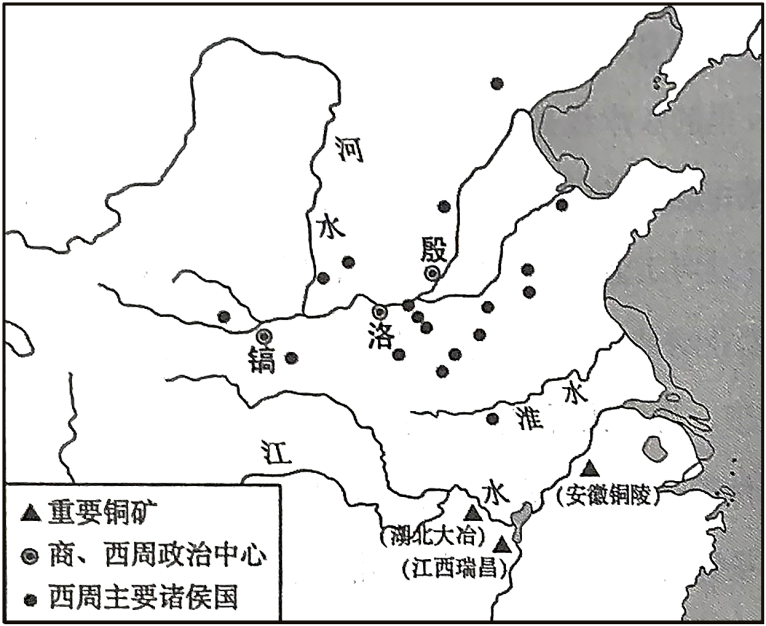 河
水
殷
洛
镐
淮
水
江
水
(安徽铜陵)
(湖北大冶)
(江西瑞昌)
重要铜矿
商、西周政治中心
西周主要诸侯国